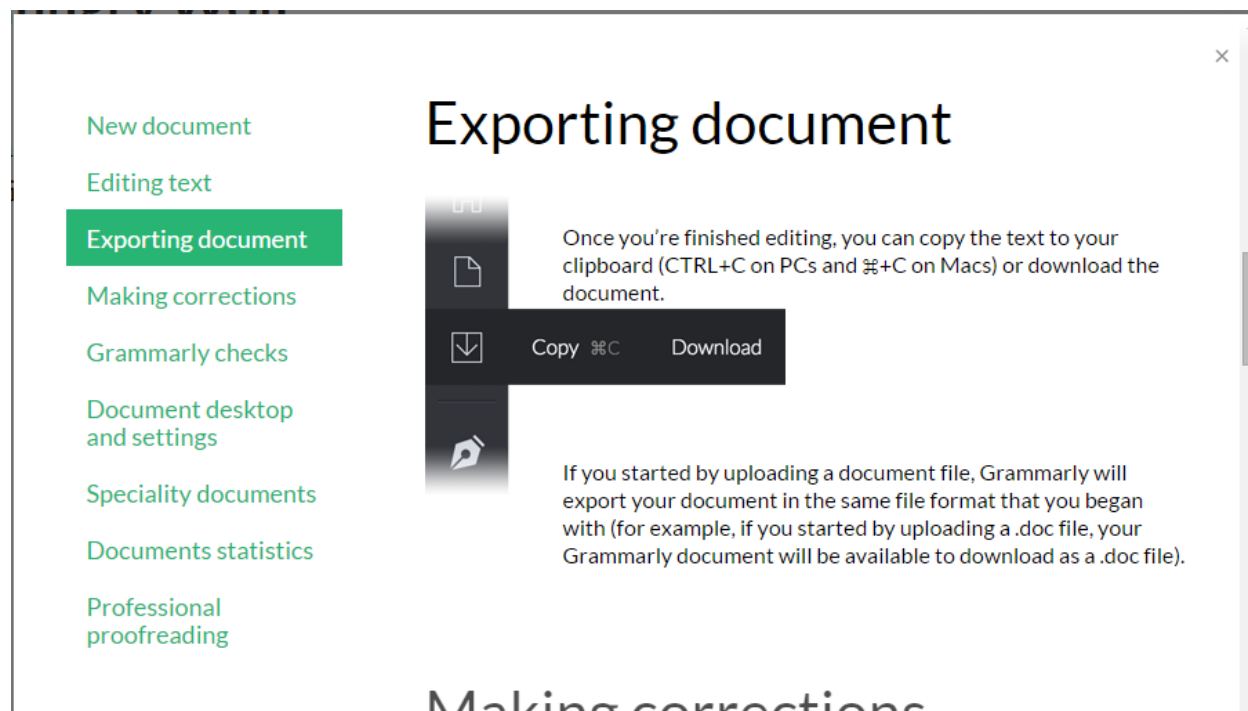 New document
Editing text
Exporting document
Making corrections
Grammarly checks
Document desktop
and settings
Speciality documents
Documents statistics
Professional
proofreading
Exporting document
Once you’re finished editing, you can copy the text to your
clipboard (CTRL+C on PCs and ⌘+C on Macs) or download the
document.
Copy ⌘C Download
If you started by uploading a document file, Grammarly will
export your document in the same file format that you began
with (for example, if you started by uploading a .doc file, your
Grammarly document will be available to download as a .doc file).
Making corrections